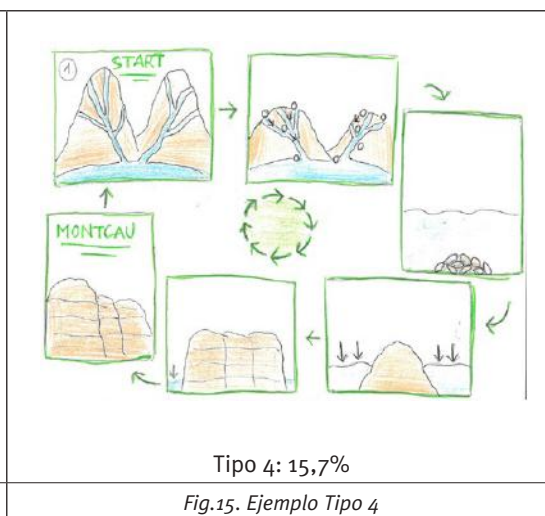 1
START
MONTCAU
Tipo 4: 15,7%
Fig.15. Ejemplo Tipo 4